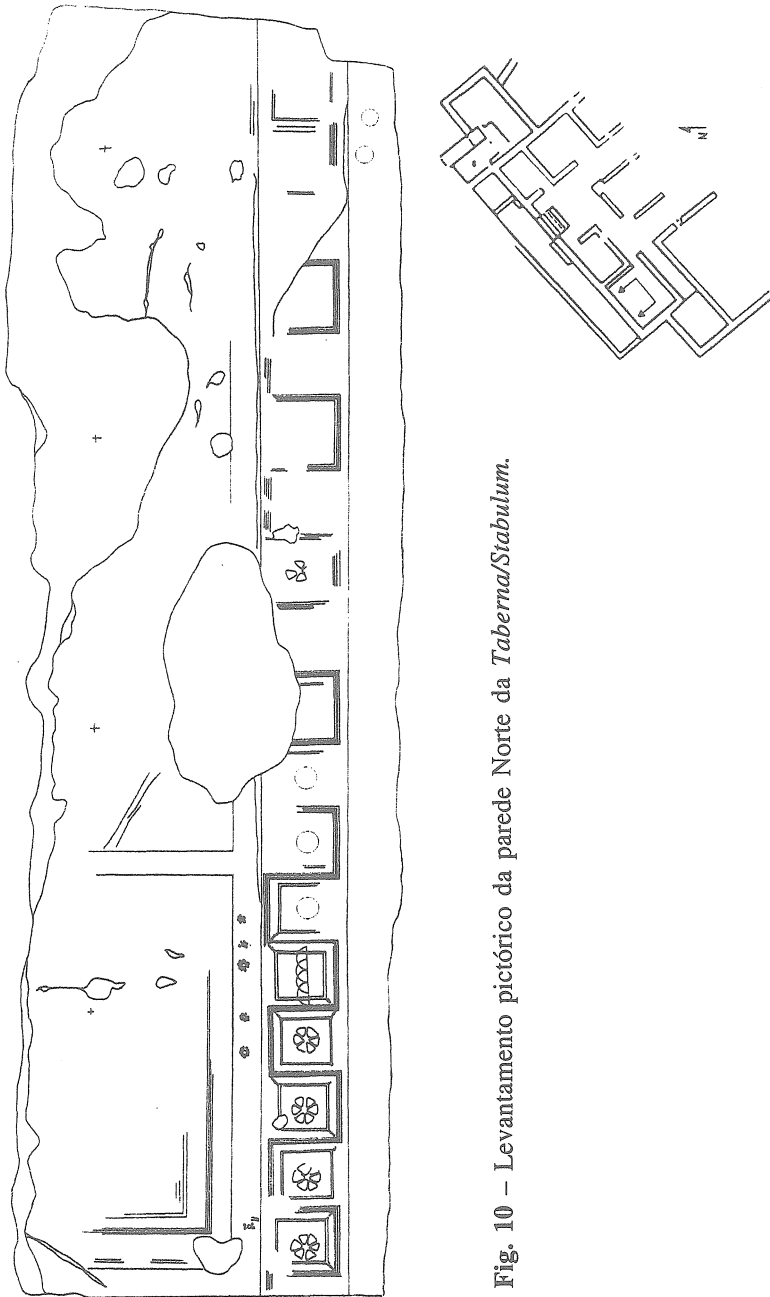 Fig. 10 – Levantamento pictórico da parede Norte da Taberna/Stabulum.
N